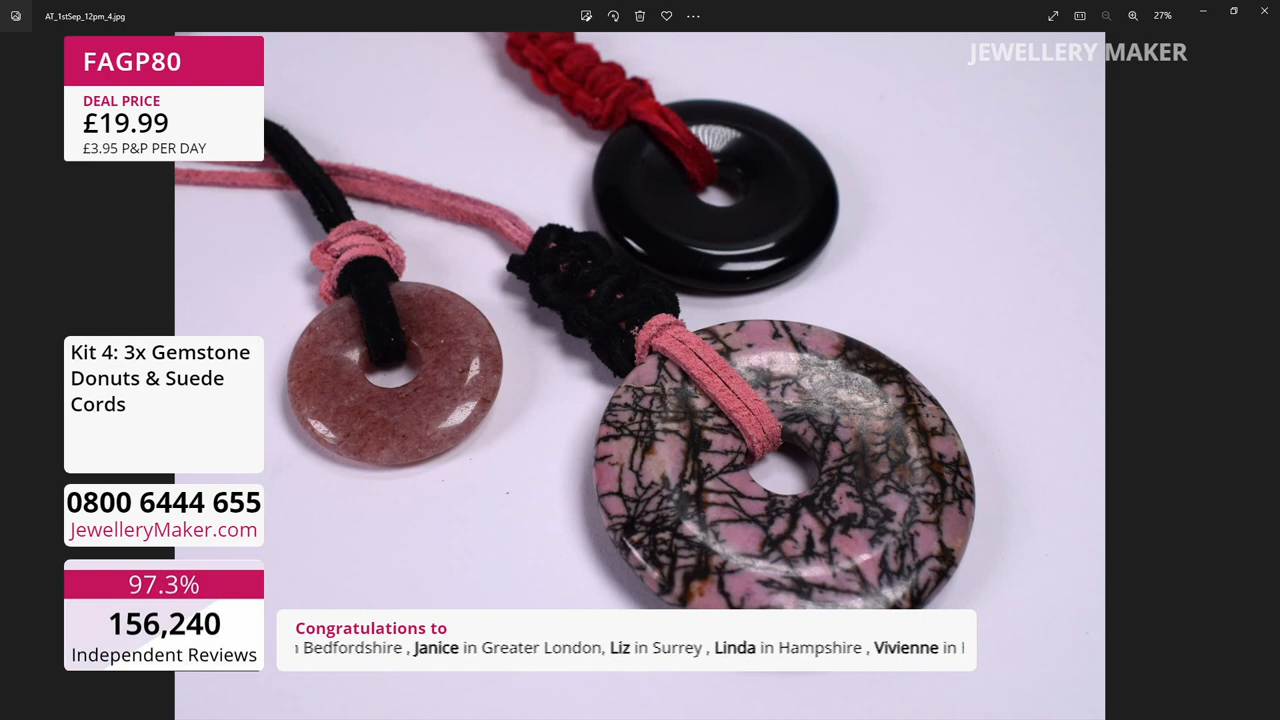 AT_1stSep_12pm_4.jpg
27%
JEWELLERY MAKER
FAGP80
DEAL PRICE
£19.99
£3.95 P&P PER DAY
Kit 4: 3x Gemstone
Donuts & Suede
Cords
0800 6444 655
JewelleryMaker.com
97.3%
156,240
Independent Reviews
Congratulations to
Bedfordshire , Janice in Greater London, Liz in Surrey , Linda in Hampshire , Vivienne in